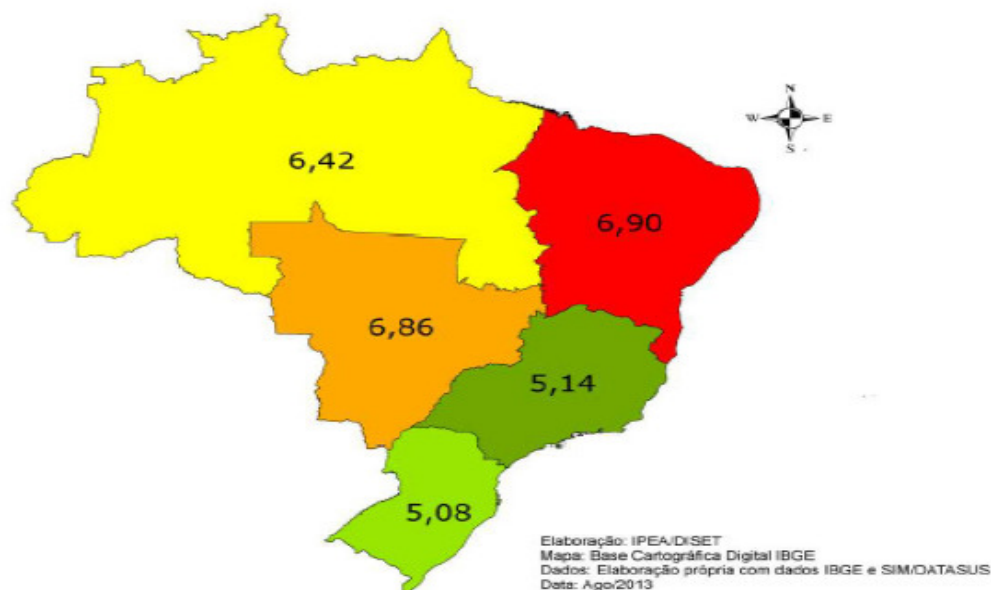 N
W E
S
6,42
6,90
6,86
5,14
5,08
Elaboração: IPEA/DISET
Mapa: Base Cartográfica Digital IBGE
Dados: Elaboração própria com dados IBGE e SIM/DATASUS
Data: Ago/2013